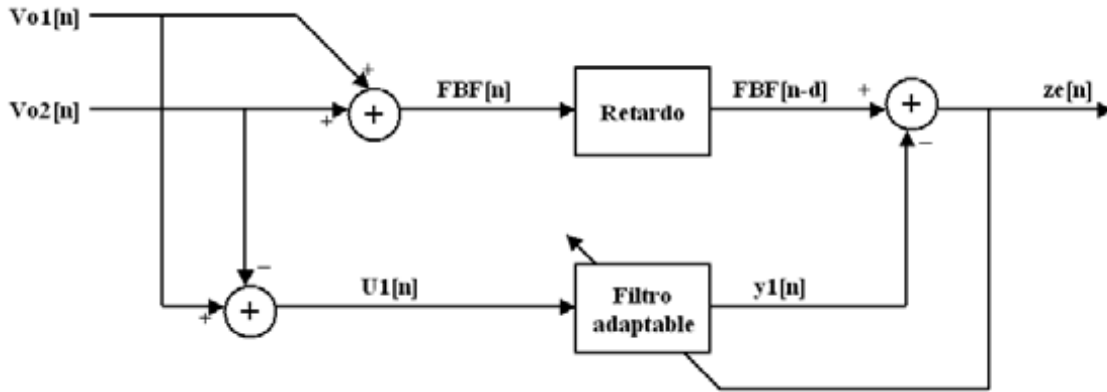 Vo1[n]
Vo2[n]
+
+
+
FBF[n]
Retardo
FBF[n-d]
+
+
−
ze[n]
−
+
+
U1[n]
Filtro
adaptable
y1[n]